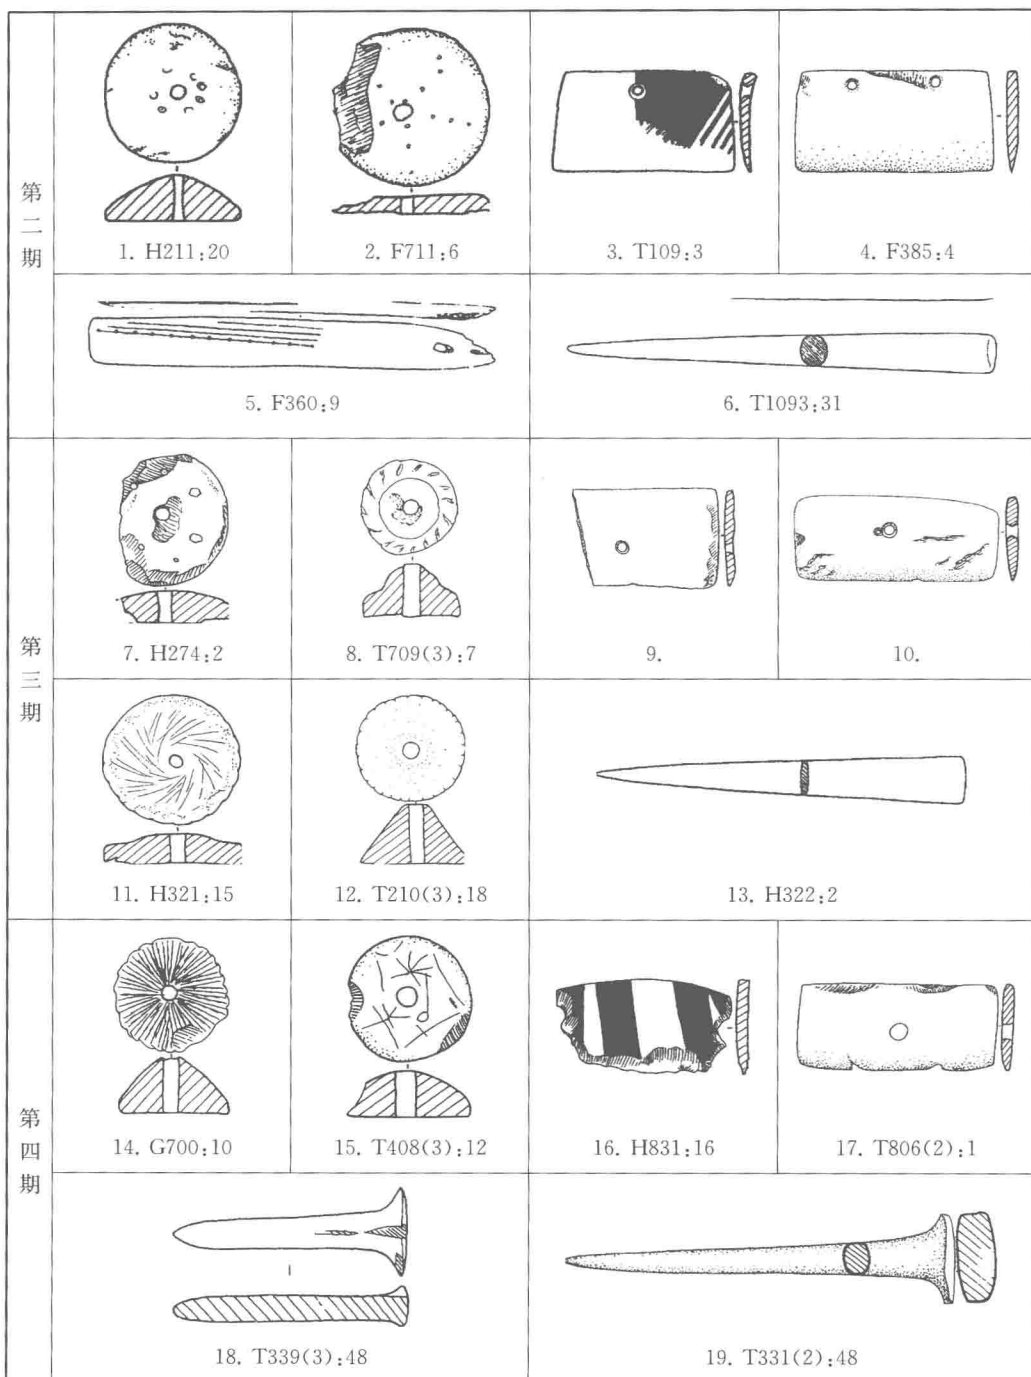 第二期
1. H211:20
2. F711:6
3. T109:3
4. F385:4
5. F360:9
6. T1093:31
第三期
7. H274:2
8. T709(3):7
9.
10.
11. H321:15
12. T210(3):18
13. H322:2
第四期
14. G700:10
15. T408(3):12
16. H831:16
17. T806(2):1
18. T339(3):48
19. T331(2):48